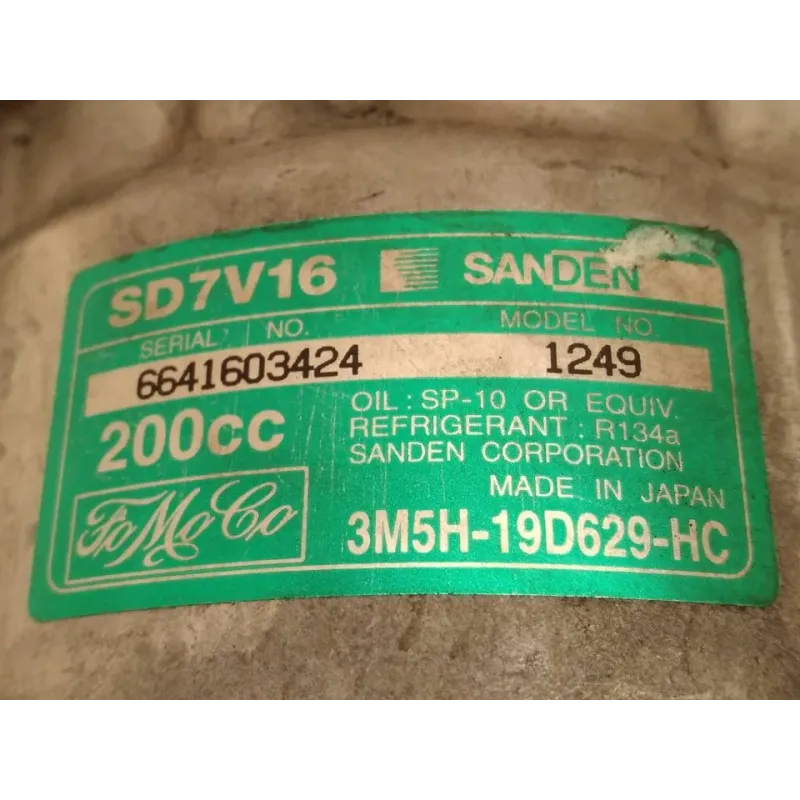 SD7V16 SANDEN
SERIAL NO. MODEL NO.
6641603424 1249
200cc
OIL : SP-10 OR EQUIV.
REFRIGERANT : R134a
SANDEN CORPORATION
MADE IN JAPAN
FoMoCo
3M5H-19D629-HC